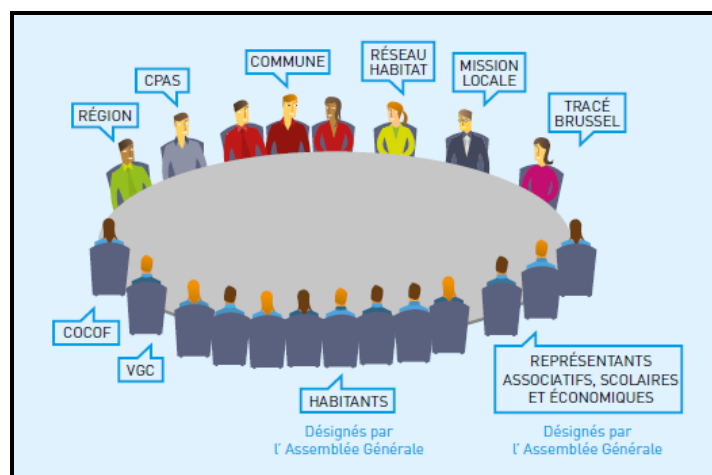 COMMUNE
RÉSEAU
HABITAT
MISSION
LOCALE
CPAS
TRACÉ
BRUSSEL
RÉGION
COCOF
VGC
HABITANTS
Désignés par
l' Assemblée Générale
REPRÉSENTANTS
ASSOCIATIFS, SCOLAIRES
ET ÉCONOMIQUES
Désignés par
l' Assemblée Générale